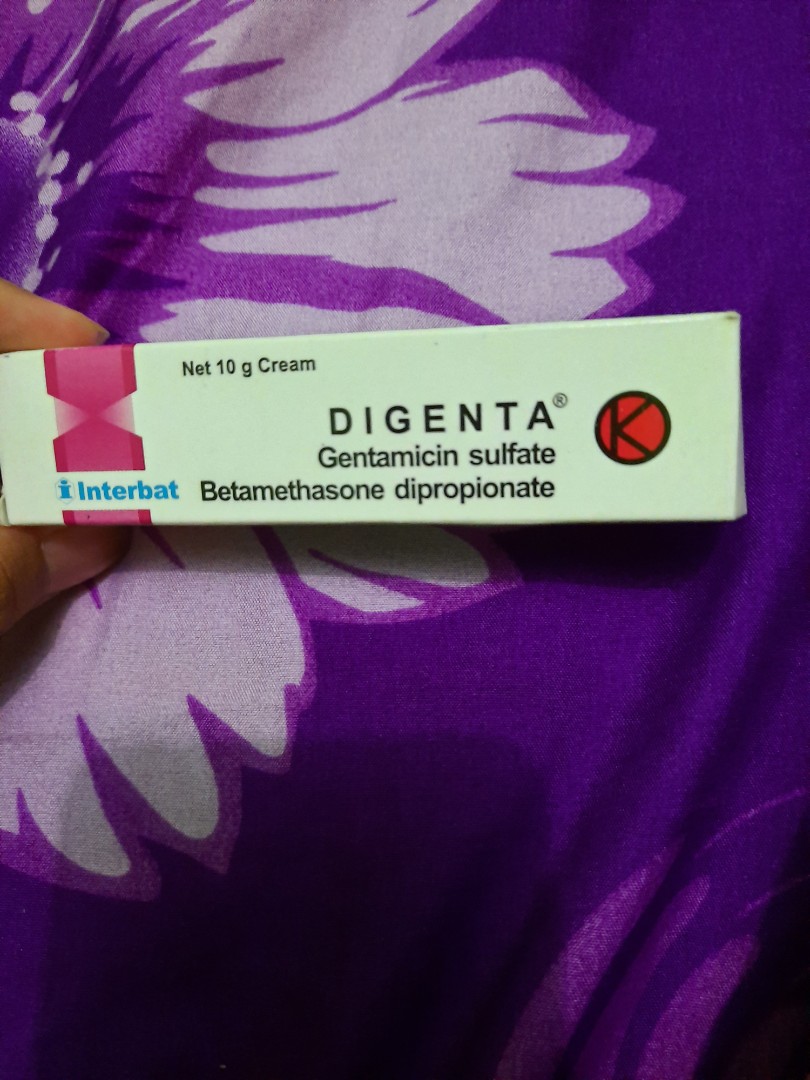 Net 10 g Cream
DIGENTA®
Gentamicin sulfate
Betamethasone dipropionate
Interbat
K